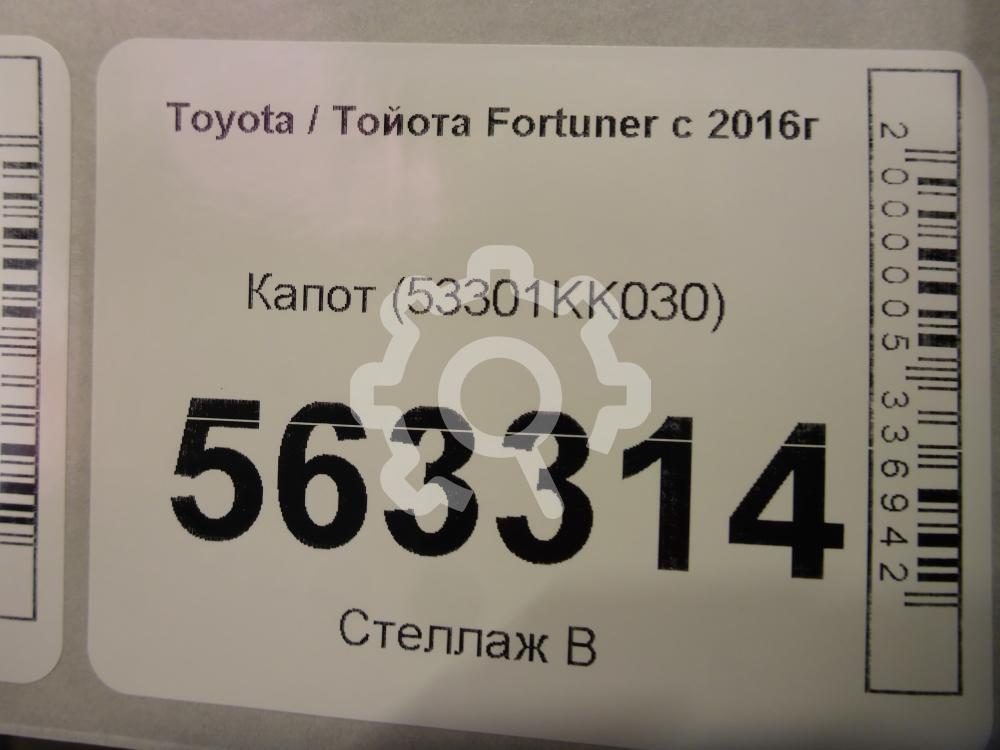 Toyota / Тойота Fortuner с 2016г
Капот (53301KK030)
563314
Стеллаж В
2000005336942